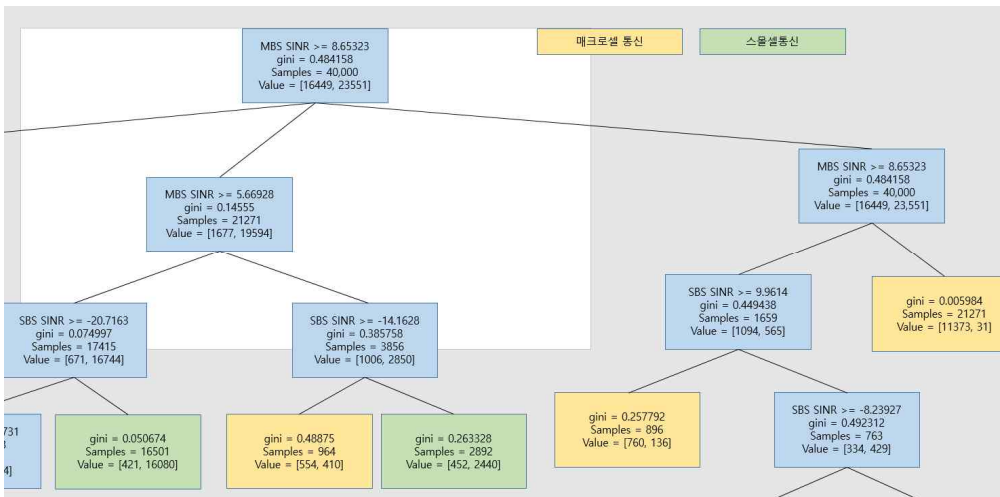 MBS SINR >= 8.65323
gini = 0.484158
Samples = 40,000
Value = [16449, 23551]
매크로셀 통신
스몰셀통신
MBS SINR >= 8.65323
gini = 0.484158
Samples = 40,000
Value = [16449, 23,551]
MBS SINR >= 5.66928
gini = 0.14555
Samples = 21271
Value = [1677, 19594]
SBS SINR >= 9.9614
gini = 0.449438
Samples = 1659
Value = [1094, 565]
gini = 0.005984
Samples = 21271
Value = [11373, 31]
SBS SINR >= -20.7163
gini = 0.074997
Samples = 17415
Value = [671, 16744]
SBS SINR >= -14.1628
gini = 0.385758
Samples = 3856
Value = [1006, 2850]
731
3
4]
gini = 0.050674
Samples = 16501
Value = [421, 16080]
gini = 0.48875
Samples = 964
Value = [554, 410]
gini = 0.263328
Samples = 2892
Value = [452, 2440]
gini = 0.257792
Samples = 896
Value = [760, 136]
SBS SINR >= -8.23927
gini = 0.492312
Samples = 763
Value = [334, 429]